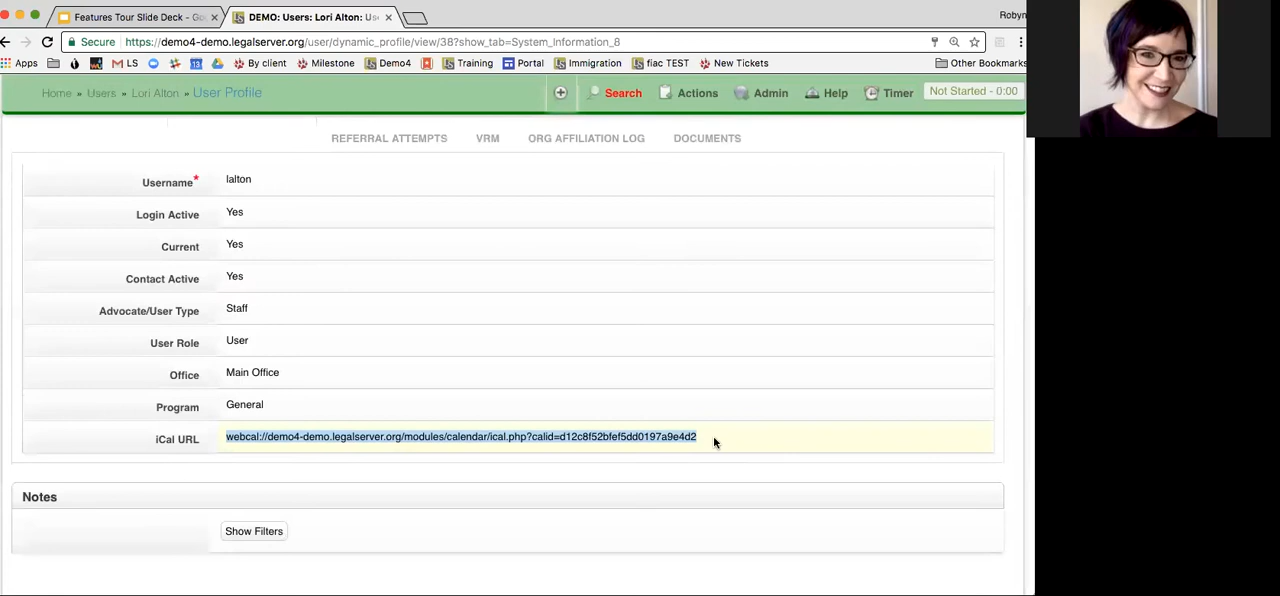 Features Tour Slide Deck - Go
DEMO: Users: Lori Alton: Us
Robyn
Secure https://demo4-demo.legalserver.org/user/dynamic_profile/view/38?show_tab=System_Information_8
Apps M LS By client Milestone Demo4 Training Portal Immigration fiac TEST New Tickets Other Bookmarks
Home » Users » Lori Alton » User Profile Search Actions Admin Help Timer Not Started - 0:00
REFERRAL ATTEMPTS VRM ORG AFFILIATION LOG DOCUMENTS
Username* lalton
Login Active Yes
Current Yes
Contact Active Yes
Advocate/User Type Staff
User Role User
Office Main Office
Program General
iCal URL webcal://demo4-demo.legalserver.org/modules/calendar/ical.php?calid=d12c8f52bfef5dd0197a9e4d2
Notes
Show Filters